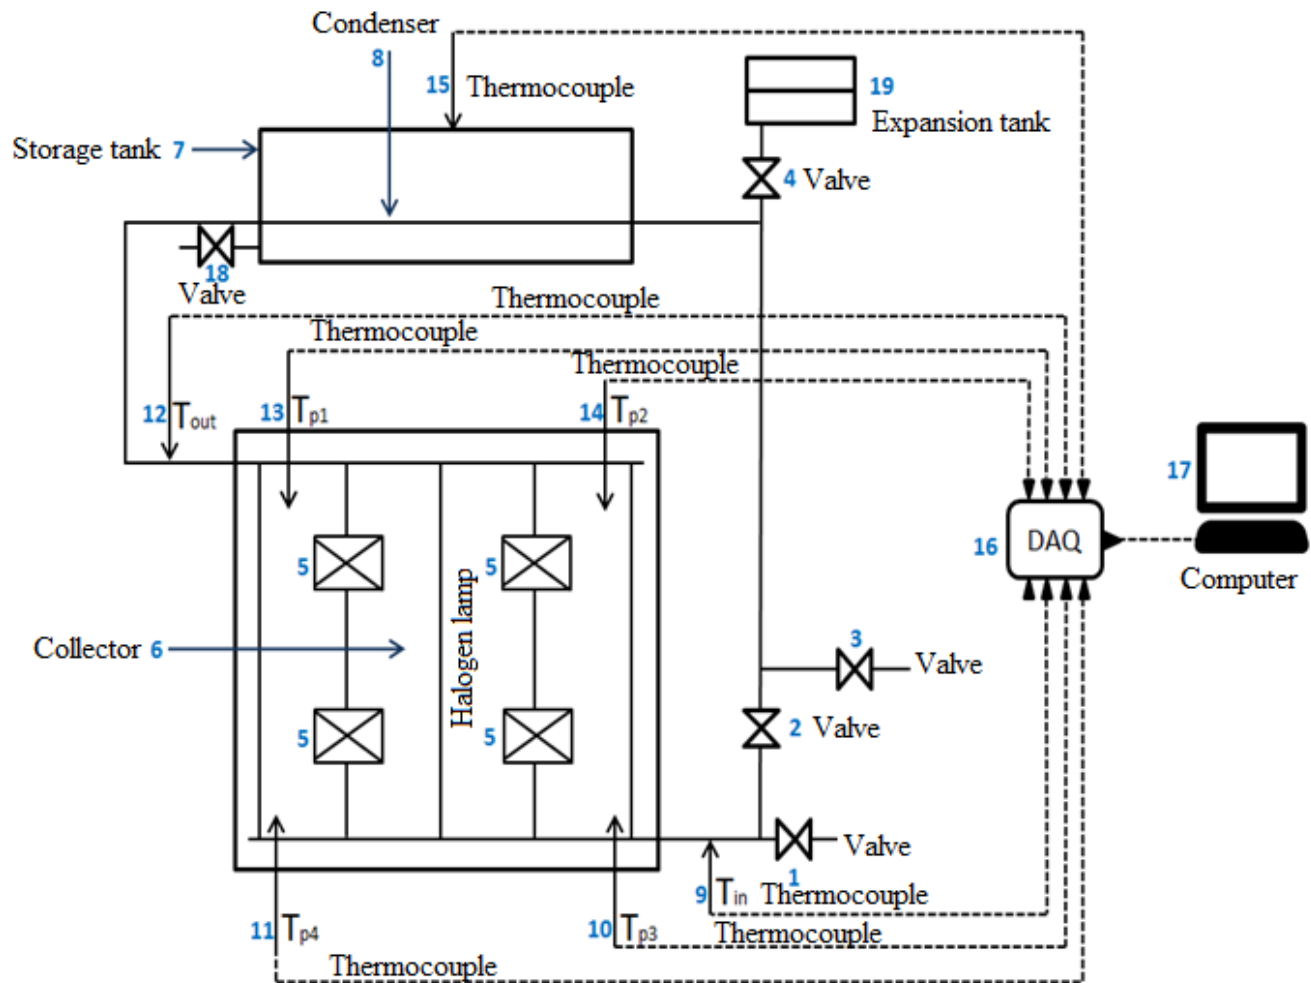 Condenser
8
15 Thermocouple
19
Expansion tank
Storage tank 7
4 Valve
18
Valve
Thermocouple
Thermocouple
Thermocouple
12 Tout
13 Tp1
14 Tp2
17
16 DAQ
Computer
5
5
Halogen lamp
Collector 6
3
Valve
5
5
2 Valve
1
Valve
9 Tin Thermocouple
11 Tp4
10 Tp3
Thermocouple
Thermocouple